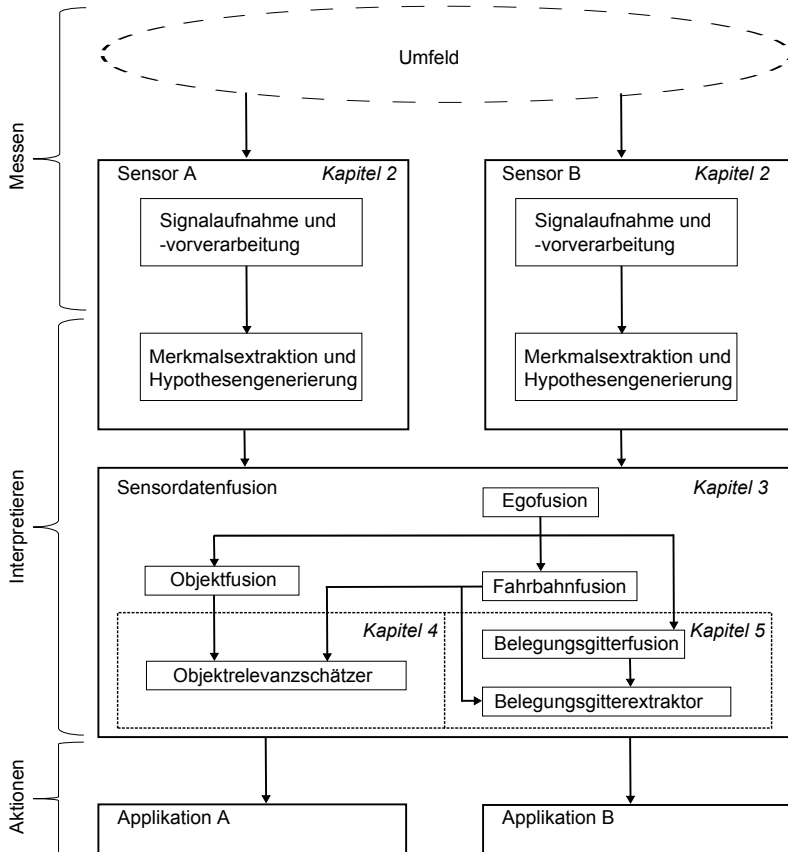 Umfeld
Messen
Sensor A
Kapitel 2
Signalaufnahme und
-vorverarbeitung
Merkmalsextraktion und
Hypothesengenerierung
Sensor B
Kapitel 2
Signalaufnahme und
-vorverarbeitung
Merkmalsextraktion und
Hypothesengenerierung
Interpretieren
Sensordatenfusion
Kapitel 3
Egofusion
Objektfusion
Fahrbahnfusion
Kapitel 4
Objektrelevanzschätzer
Kapitel 5
Belegungsgitterfusion
Belegungsgitterextraktor
Aktionen
Applikation A
Applikation B